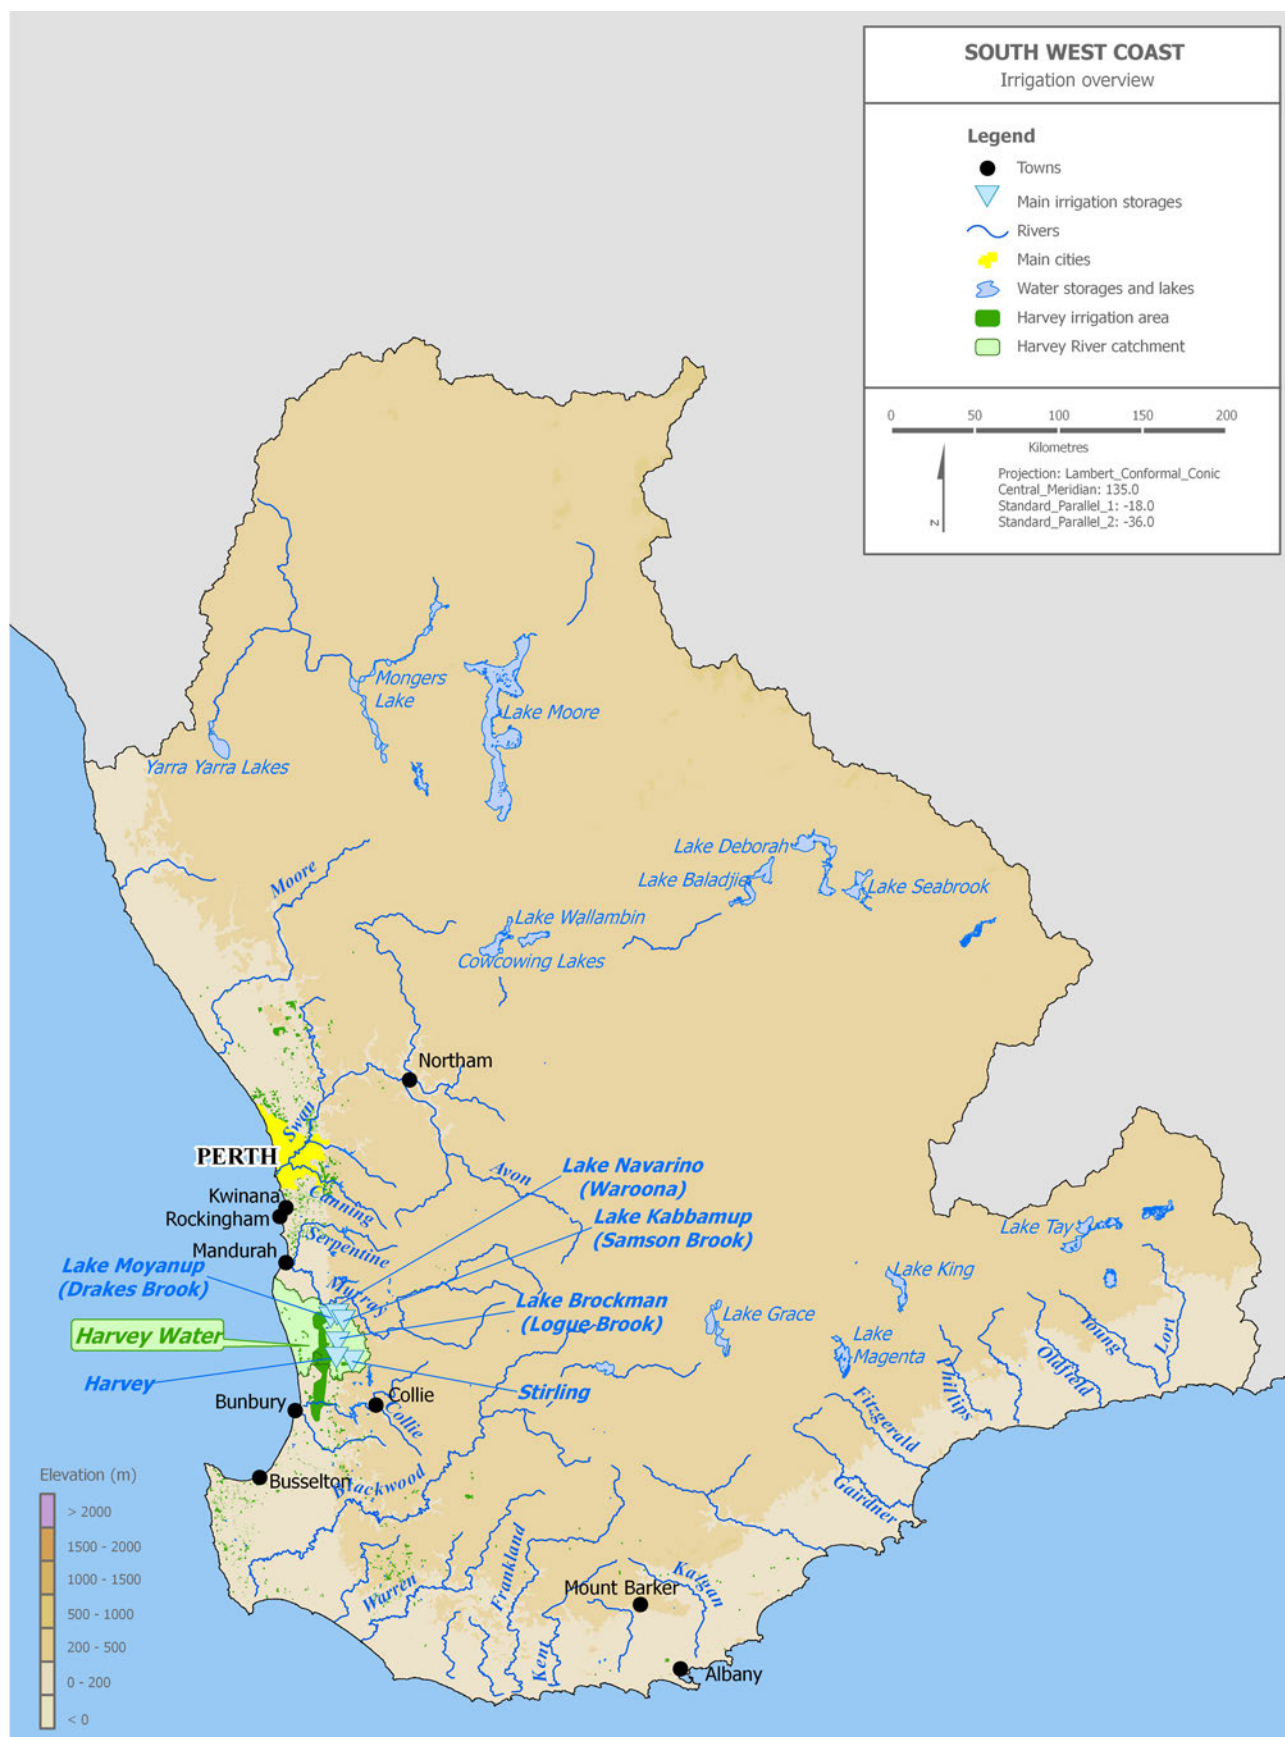 SOUTH WEST COAST
Irrigation overview
Legend
Towns
Main irrigation storages
Rivers
Main cities
Water storages and lakes
Harvey irrigation area
Harvey River catchment
0 50 100 150 200
Kilometres
Projection: Lambert_Conformal_Conic
Central_Meridian: 135.0
Standard_Parallel_1: -18.0
Standard_Parallel_2: -36.0
N
Mongers
Lake
Lake Moore
Yarra Yarra Lakes
Moore
Lake Deborah
Lake Baladjie
Lake Seabrook
Lake Wallambin
Cowcowing Lakes
Northam
Swan
PERTH
Avon
Lake Navarino
(Waroona)
Kwinana
Canning
Rockingham
Lake Kabbamup
(Samson Brook)
Lake Tay
Serpentine
Mandurah
Lake Moyanup
(Drakes Brook)
Murray
Lake King
Lake Brockman
(Logue Brook)
Lake Grace
Harvey Water
Lake
Magenta
Young
Lort
Oldfield
Phillips
Harvey
Stirling
Bunbury
Collie
Collie
Fitzgerald
Blackwood
Busselton
Gairdner
Elevation (m)
> 2000
1500 - 2000
1000 - 1500
500 - 1000
200 - 500
0 - 200
< 0
Warren
Frankland
Mount Barker
Kalgan
Kent
Albany